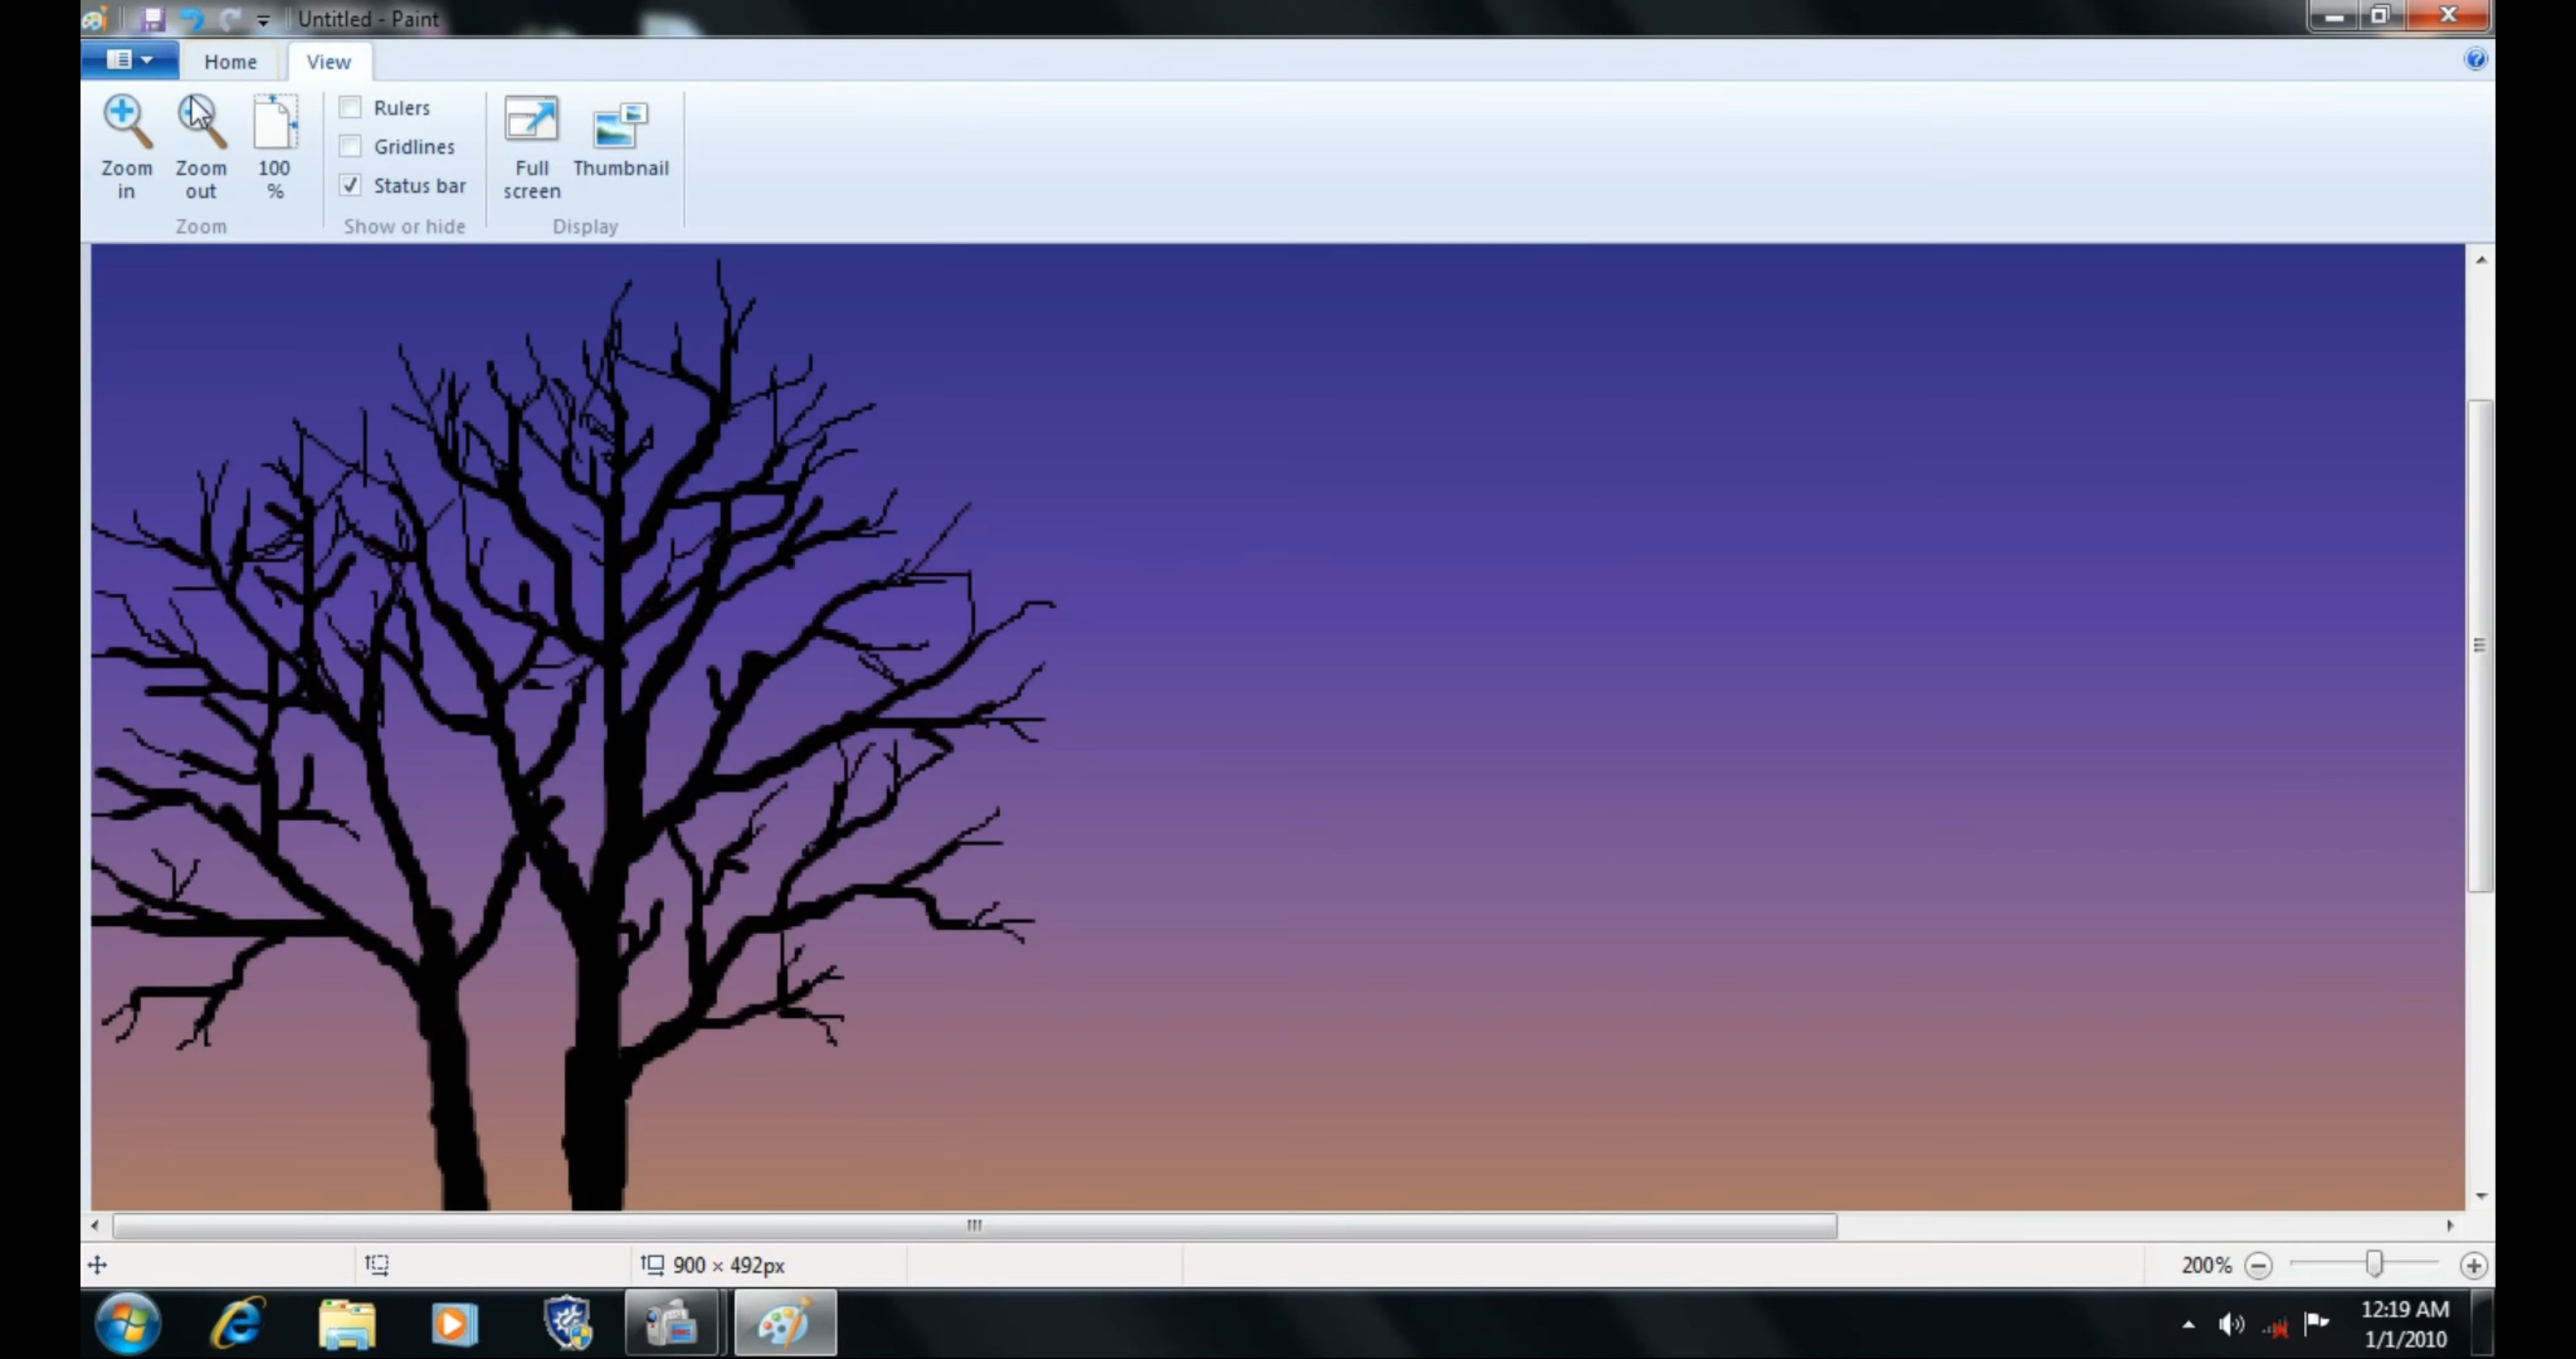 Untitled - Paint
Home View
Zoom in
Zoom out
100 %
Rulers
Gridlines
Status bar
Full screen
Thumbnail
Zoom
Show or hide
Display
900 × 492px
200%
12:19 AM
1/1/2010